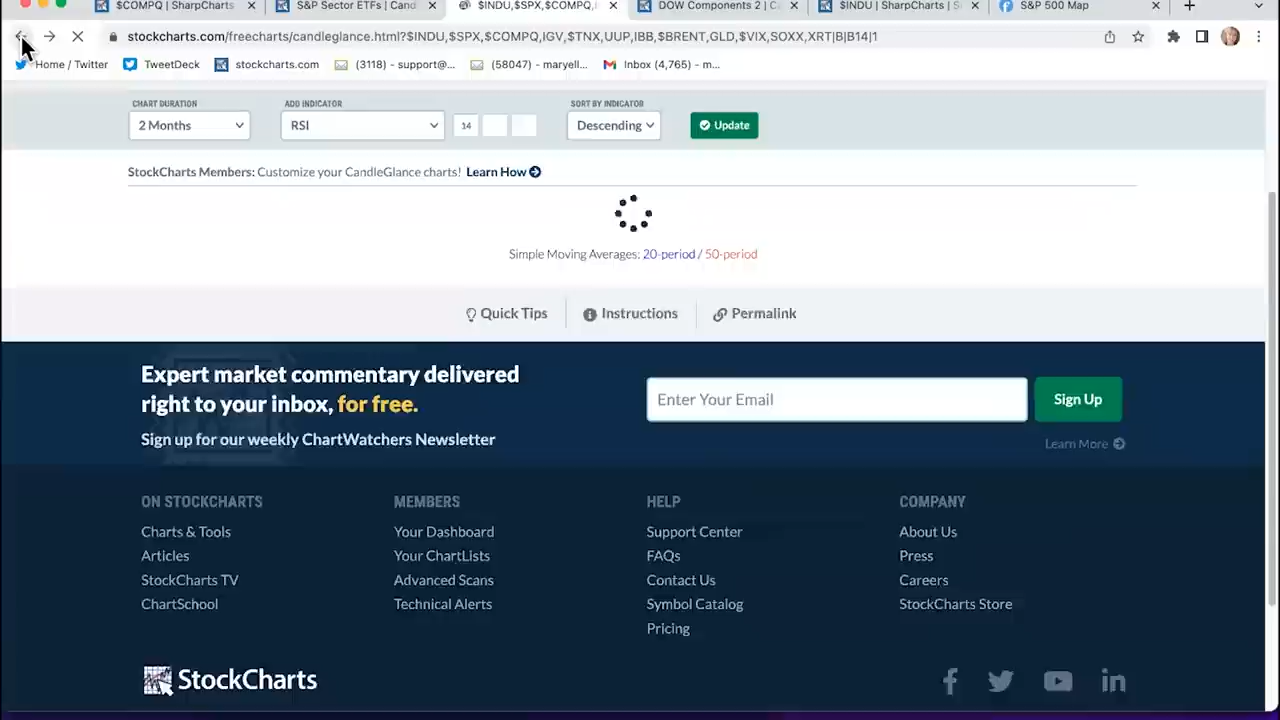 $COMPQ | SharpCharts
S&P Sector ETFs | Cand
$INDU,$SPX,$COMPQ,I
DOW Components 2 | Ca
$INDU | SharpCharts | S
S&P 500 Map
stockcharts.com/freecharts/candleglance.html?$INDU,$SPX,$COMPQ,IGV,$TNX,UUP,IBB,$BRENT,GLD,$VIX,SOXX,XRT|B|B14|1
Home / Twitter
TweetDeck
stockcharts.com
(3118) - support@...
(58047) - maryell...
Inbox (4,765) - m...
CHART DURATION
ADD INDICATOR
SORT BY INDICATOR
2 Months
RSI
14
Descending
Update
StockCharts Members: Customize your CandleGlance charts! Learn How
Simple Moving Averages: 20-period / 50-period
Quick Tips
Instructions
Permalink
Expert market commentary delivered
right to your inbox, for free.
Sign up for our weekly ChartWatchers Newsletter
Enter Your Email
Sign Up
Learn More
ON STOCKCHARTS
Charts & Tools
Articles
StockCharts TV
ChartSchool
MEMBERS
Your Dashboard
Your ChartLists
Advanced Scans
Technical Alerts
HELP
Support Center
FAQs
Contact Us
Symbol Catalog
Pricing
COMPANY
About Us
Press
Careers
StockCharts Store
StockCharts